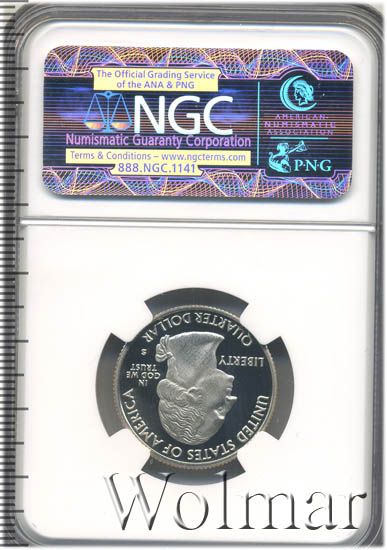 The Official Grading Service
of the ANA & PNG
NGC
Numismatic Guaranty Corporation
Terms & Conditions – www.ngcterms.com
888.NGC.1141
AMERICAN
NUMISMATIC
ASSOCIATION
P·N·G
UNITED STATES OF AMERICA
IN
GOD WE
TRUST
LIBERTY
S
QUARTER DOLLAR
Wolmar